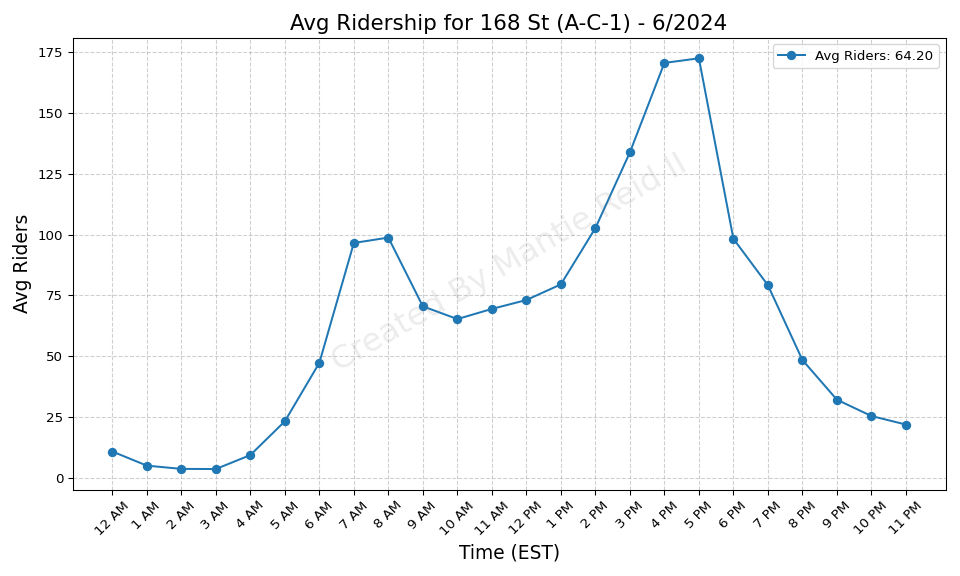 Avg Ridership for 168 St (A-C-1) - 6/2024
Avg Riders: 64.20
175
150
125
100
75
50
25
0
Avg Riders
Created By Mantle Reid II
12 AM
1 AM
2 AM
3 AM
4 AM
5 AM
6 AM
7 AM
8 AM
9 AM
10 AM
11 AM
12 PM
1 PM
2 PM
3 PM
4 PM
5 PM
6 PM
7 PM
8 PM
9 PM
10 PM
11 PM
Time (EST)